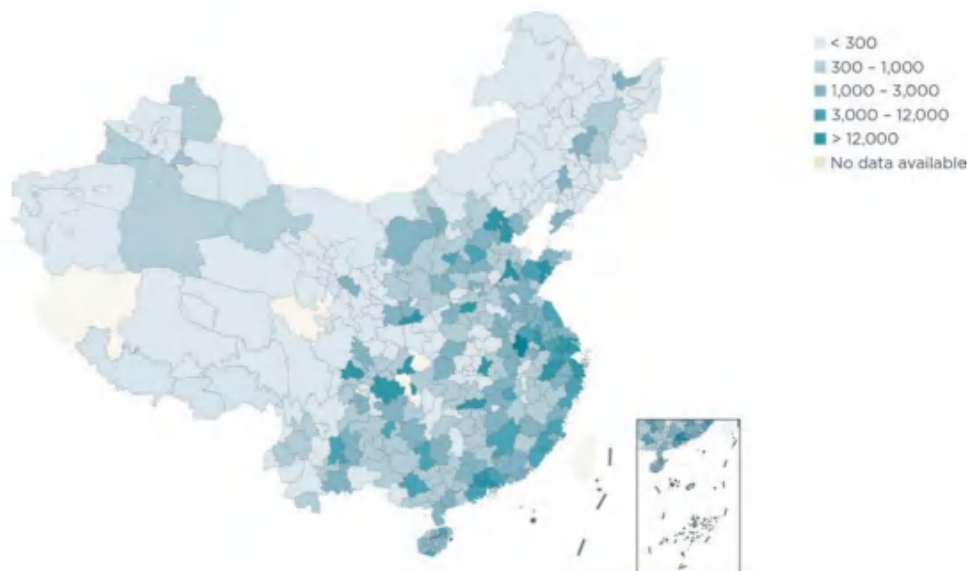 < 300
300 – 1,000
1,000 – 3,000
3,000 – 12,000
> 12,000
No data available